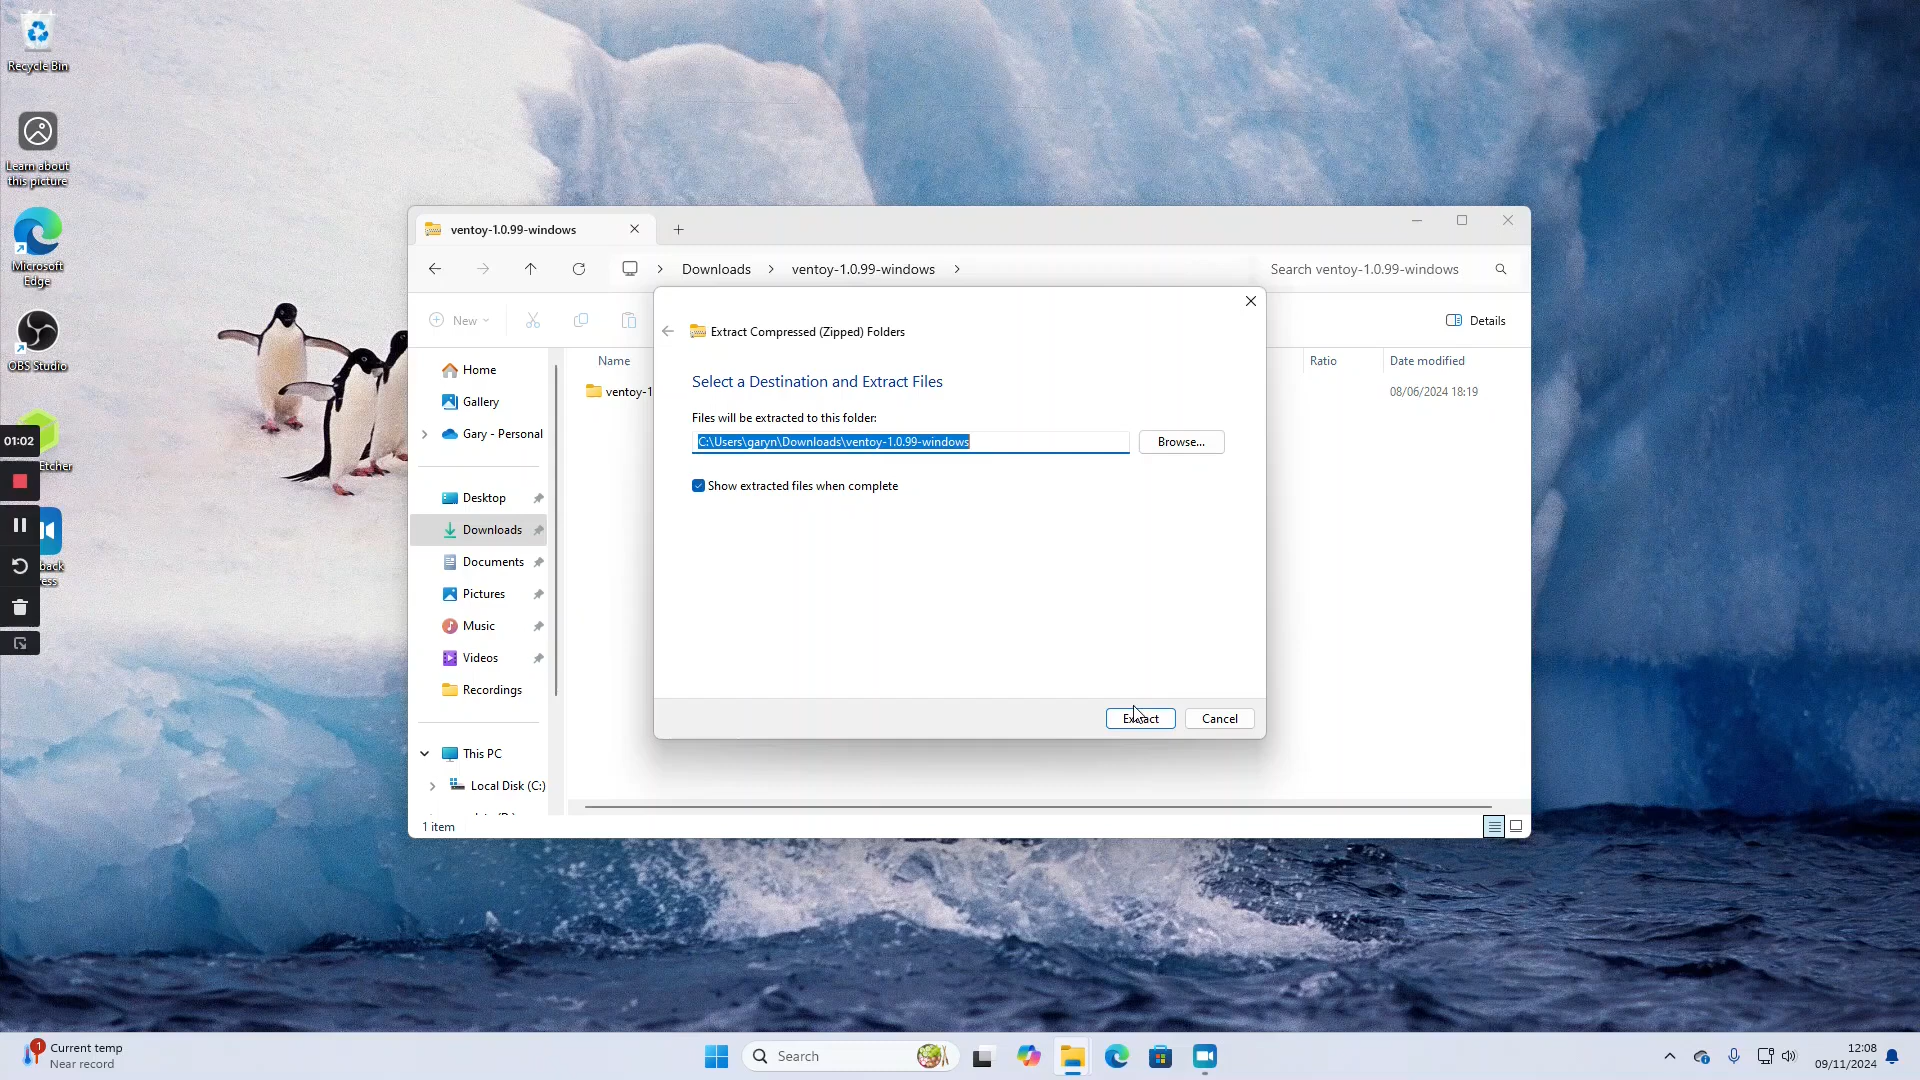 Recycle Bin
Learn about
this picture
Microsoft
Edge
OBS Studio
01:02
Etcher
back
ess
ventoy-1.0.99-windows
Downloads
ventoy-1.0.99-windows
Search ventoy-1.0.99-windows
New
Details
Name
Ratio
Date modified
ventoy-1
08/06/2024 18:19
Home
Gallery
Gary - Personal
Desktop
Downloads
Documents
Pictures
Music
Videos
Recordings
This PC
Local Disk (C:)
1 item
Extract Compressed (Zipped) Folders
Select a Destination and Extract Files
Files will be extracted to this folder:
C:\Users\garyn\Downloads\ventoy-1.0.99-windows
Browse...
Show extracted files when complete
Extract
Cancel
1
Current temp
Near record
Search
12:08
09/11/2024